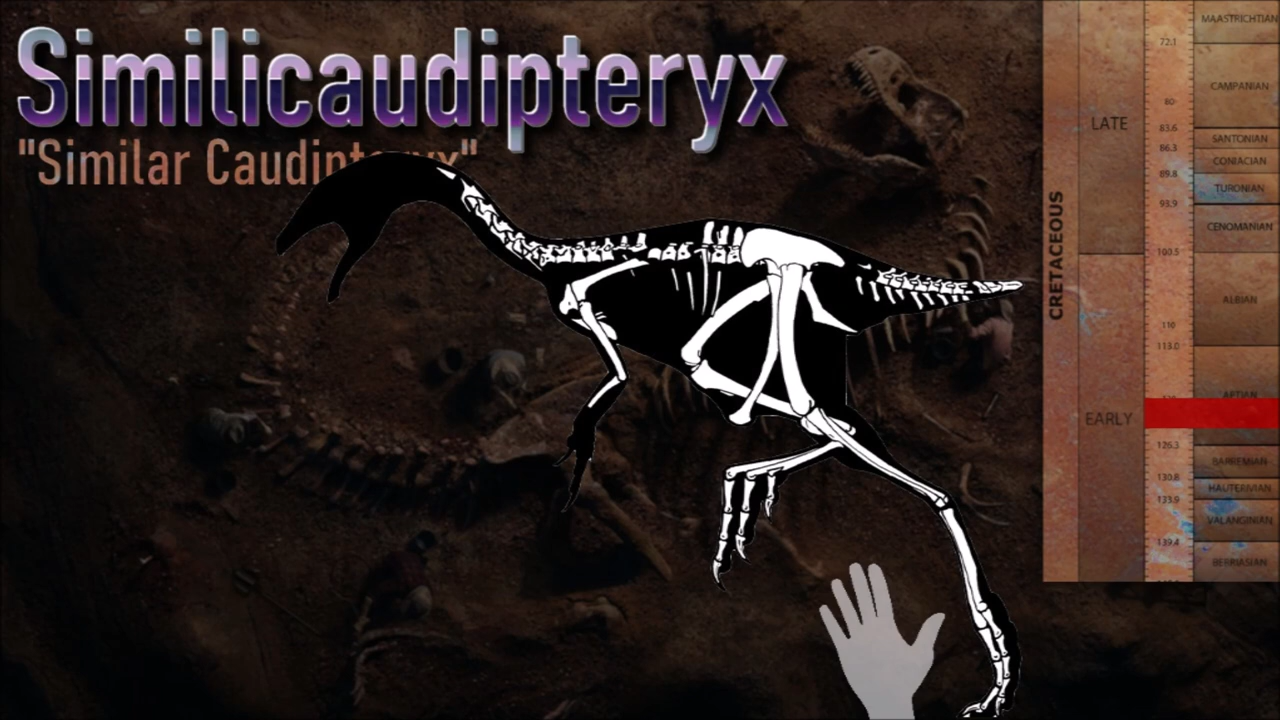 Similicaudipteryx
"Similar Caudipteryx"
CRETACEOUS
LATE
EARLY
72.1
80
83.6
86.3
89.8
93.9
100.5
110
113.0
126.3
130.8
133.9
139.4
MAASTRICHTIAN
CAMPANIAN
SANTONIAN
CONIACIAN
TURONIAN
CENOMANIAN
ALBIAN
APTIAN
BARREMIAN
HAUTERIVIAN
VALANGINIAN
BERRIASIAN